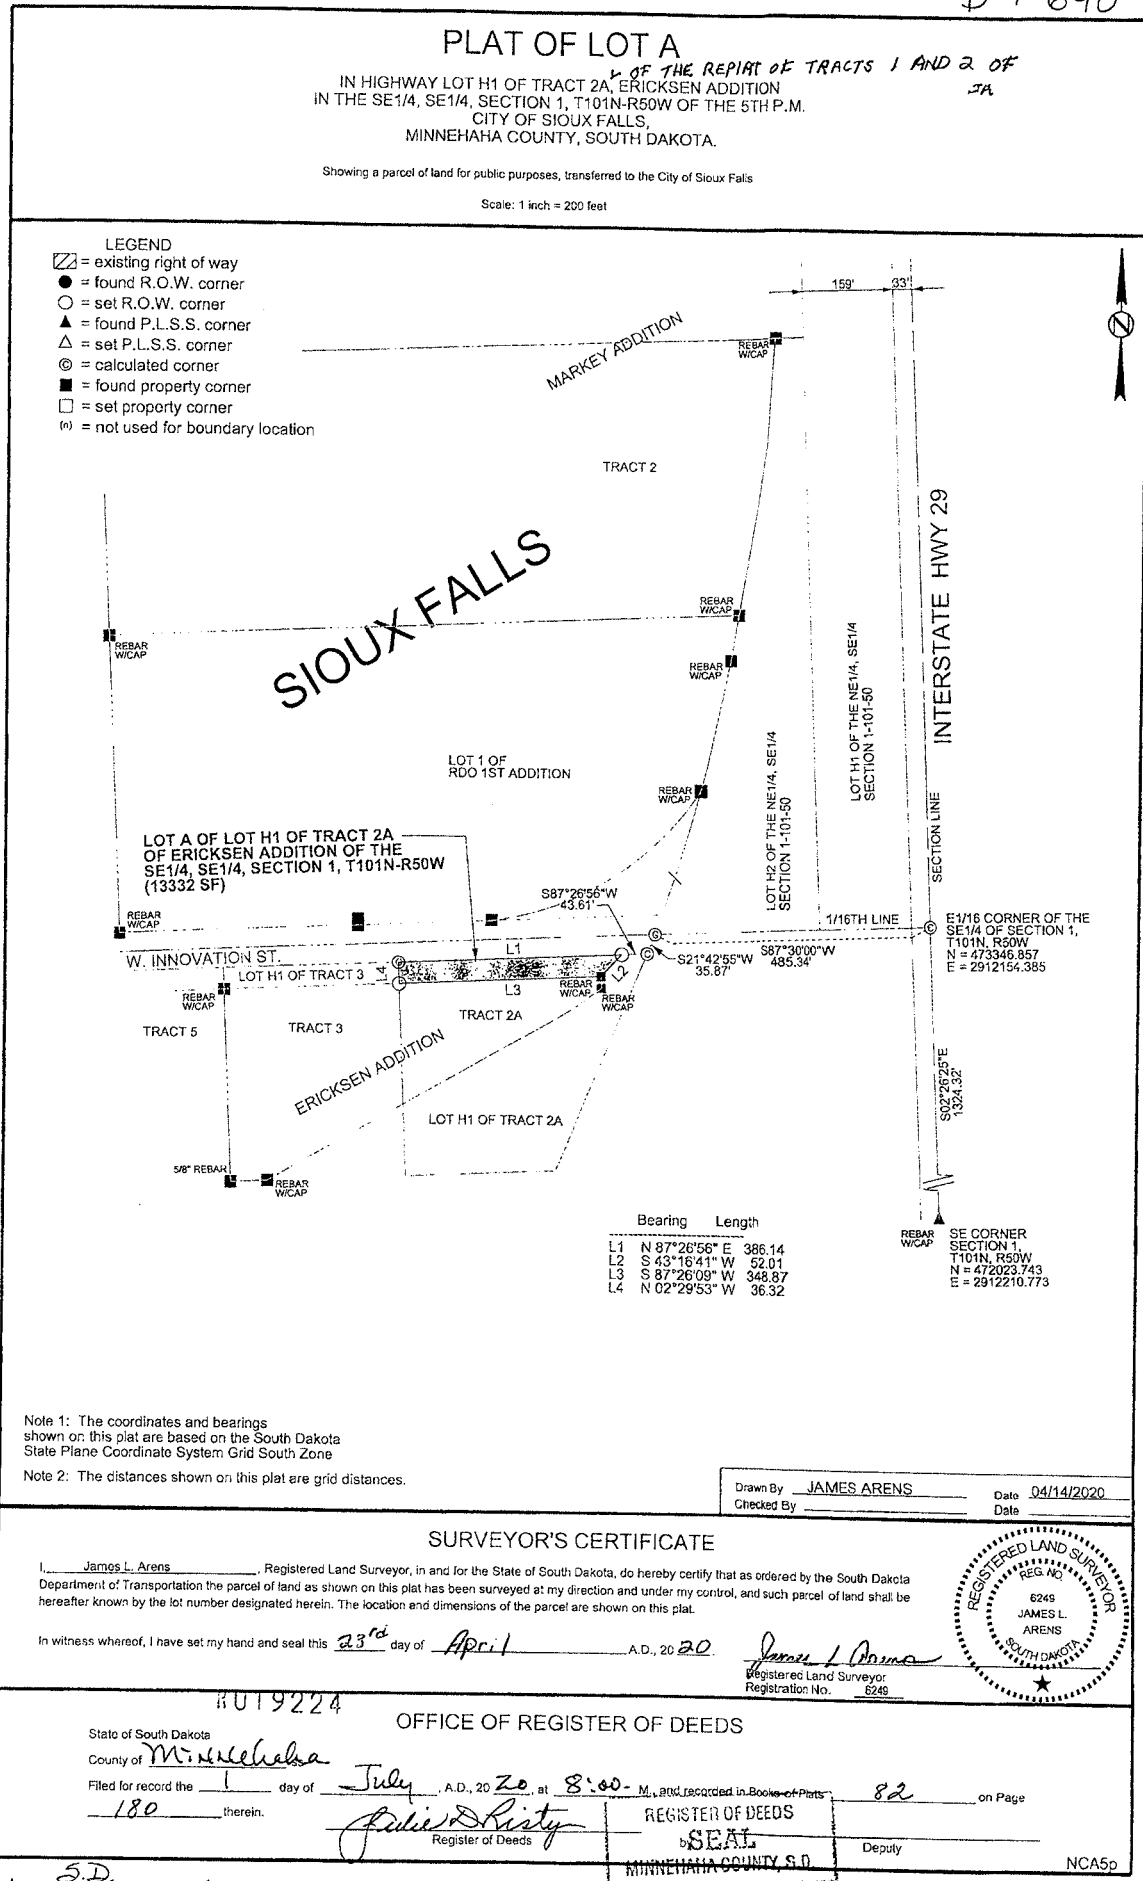 PLAT OF LOT A
OF THE REPLAT OF TRACTS 1 AND 2 OF
JA
IN HIGHWAY LOT H1 OF TRACT 2A, ERICKSEN ADDITION
IN THE SE1/4, SE1/4, SECTION 1, T101N-R50W OF THE 5TH P.M.
CITY OF SIOUX FALLS,
MINNEHAHA COUNTY, SOUTH DAKOTA.
Showing a parcel of land for public purposes, transferred to the City of Sioux Falls
Scale: 1 inch = 200 feet
LEGEND
= existing right of way
= found R.O.W. corner
= set R.O.W. corner
= found P.L.S.S. corner
= set P.L.S.S. corner
© = calculated corner
= found property corner
= set property corner
(n) = not used for boundary location
159'
33'
N
MARKEY ADDITION
REBAR
W/CAP
TRACT 2
SIOUX FALLS
INTERSTATE HWY 29
REBAR
W/CAP
REBAR
W/CAP
REBAR
W/CAP
LOT H1 OF THE NE1/4, SE1/4
SECTION 1-101-50
LOT H2 OF THE NE1/4, SE1/4
SECTION 1-101-50
LOT 1 OF
RDO 1ST ADDITION
REBAR
W/CAP
SECTION LINE
LOT A OF LOT H1 OF TRACT 2A
OF ERICKSEN ADDITION OF THE
SE1/4, SE1/4, SECTION 1, T101N-R50W
(13332 SF)
S87°26'56"W
43.61'
REBAR
W/CAP
1/16TH LINE
E1/16 CORNER OF THE
SE1/4 OF SECTION 1,
T101N, R50W
N = 473346.857
E = 2912154.385
W. INNOVATION ST.
L1
S87°30'00"W
485.34'
S21°42'55"W
35.87'
LOT H1 OF TRACT 3
L4
L2
L3
REBAR
W/CAP
REBAR
W/CAP
REBAR
W/CAP
TRACT 5
TRACT 3
TRACT 2A
ERICKSEN ADDITION
S02°26'25"E
1324.32'
LOT H1 OF TRACT 2A
5/8" REBAR
REBAR
W/CAP
Bearing Length
L1 N 87°26'56" E 386.14
L2 S 43°16'41" W 52.01
L3 S 87°26'09" W 348.87
L4 N 02°29'53" W 36.32
REBAR
W/CAP
SE CORNER
SECTION 1,
T101N, R50W
N = 472023.743
E = 2912210.773
Note 1: The coordinates and bearings
shown on this plat are based on the South Dakota
State Plane Coordinate System Grid South Zone
Note 2: The distances shown on this plat are grid distances.
Drawn By JAMES ARENS Date 04/14/2020
Checked By Date
SURVEYOR'S CERTIFICATE
I, James L. Arens, Registered Land Surveyor, in and for the State of South Dakota, do hereby certify that as ordered by the South Dakota
Department of Transportation the parcel of land as shown on this plat has been surveyed at my direction and under my control, and such parcel of land shall be
hereafter known by the lot number designated herein. The location and dimensions of the parcel are shown on this plat.
In witness whereof, I have set my hand and seal this 23rd day of April A.D., 20 20.
James L Arens
Registered Land Surveyor
Registration No. 6249
REGISTERED LAND SURVEYOR
REG. NO.
6249
JAMES L.
ARENS
SOUTH DAKOTA
OFFICE OF REGISTER OF DEEDS
State of South Dakota
County of Minnehaha
Filed for record the 1 day of July, A.D., 20 20, at 8:00- M., and recorded in Books of Plats 82 on Page
180 therein.
Julie D Risty
Register of Deeds
REGISTER OF DEEDS
SEAL
MINNEHAHA COUNTY, S.D.
Deputy
NCA5p
S.D.